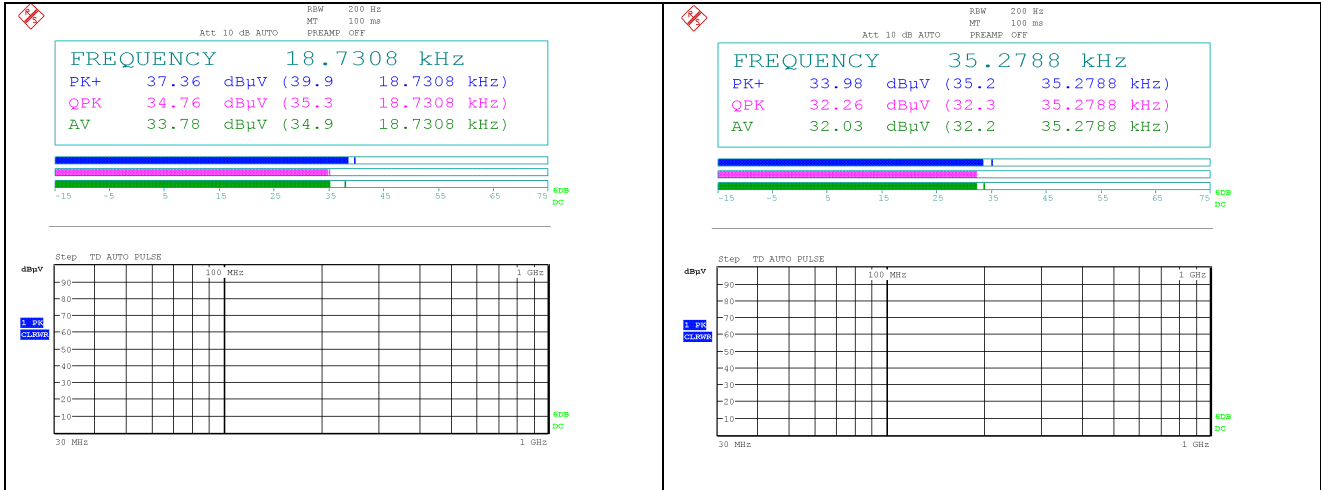 RBW 200 Hz
MT 100 ms
Att 10 dB AUTO PREAMP OFF
FREQUENCY 18.7308 kHz
PK+ 37.36 dBµV (39.9 18.7308 kHz)
QPK 34.76 dBµV (35.3 18.7308 kHz)
AV 33.78 dBµV (34.9 18.7308 kHz)
-15 -5 5 15 25 35 45 55 65 75
6DB
DC
Step TD AUTO PULSE
dBµV
100 MHz 1 GHz
90
80
70
1 PK
CLRWR
60
50
40
30
20
10
6DB
DC
30 MHz 1 GHz
RBW 200 Hz
MT 100 ms
Att 10 dB AUTO PREAMP OFF
FREQUENCY 35.2788 kHz
PK+ 33.98 dBµV (35.2 35.2788 kHz)
QPK 32.26 dBµV (32.3 35.2788 kHz)
AV 32.03 dBµV (32.2 35.2788 kHz)
-15 -5 5 15 25 35 45 55 65 75
6DB
DC
Step TD AUTO PULSE
dBµV
100 MHz 1 GHz
90
80
70
1 PK
CLRWR
60
50
40
30
20
10
6DB
DC
30 MHz 1 GHz